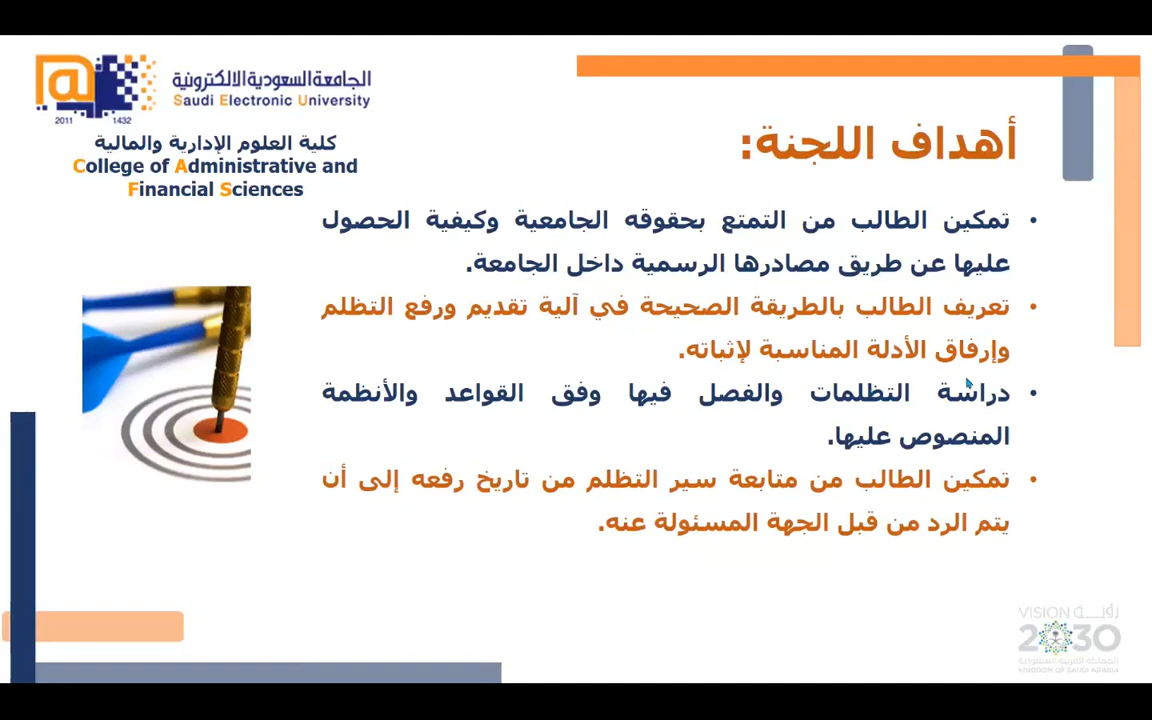 الجامعة السعودية الالكترونية
Saudi Electronic University
2011 1432
كلية العلوم الإدارية والمالية
College of Administrative and
Financial Sciences
أهداف اللجنة:
• تمكين الطالب من التمتع بحقوقه الجامعية وكيفية الحصول
عليها عن طريق مصادرها الرسمية داخل الجامعة.
• تعريف الطالب بالطريقة الصحيحة في آلية تقديم ورفع التظلم
وإرفاق الأدلة المناسبة لإثباته.
• دراسة التظلمات والفصل فيها وفق القواعد والأنظمة
المنصوص عليها.
• تمكين الطالب من متابعة سير التظلم من تاريخ رفعه إلى أن
يتم الرد من قبل الجهة المسئولة عنه.
VISION رؤيــــة
2030
المملكة العربية السعودية
KINGDOM OF SAUDI ARABIA